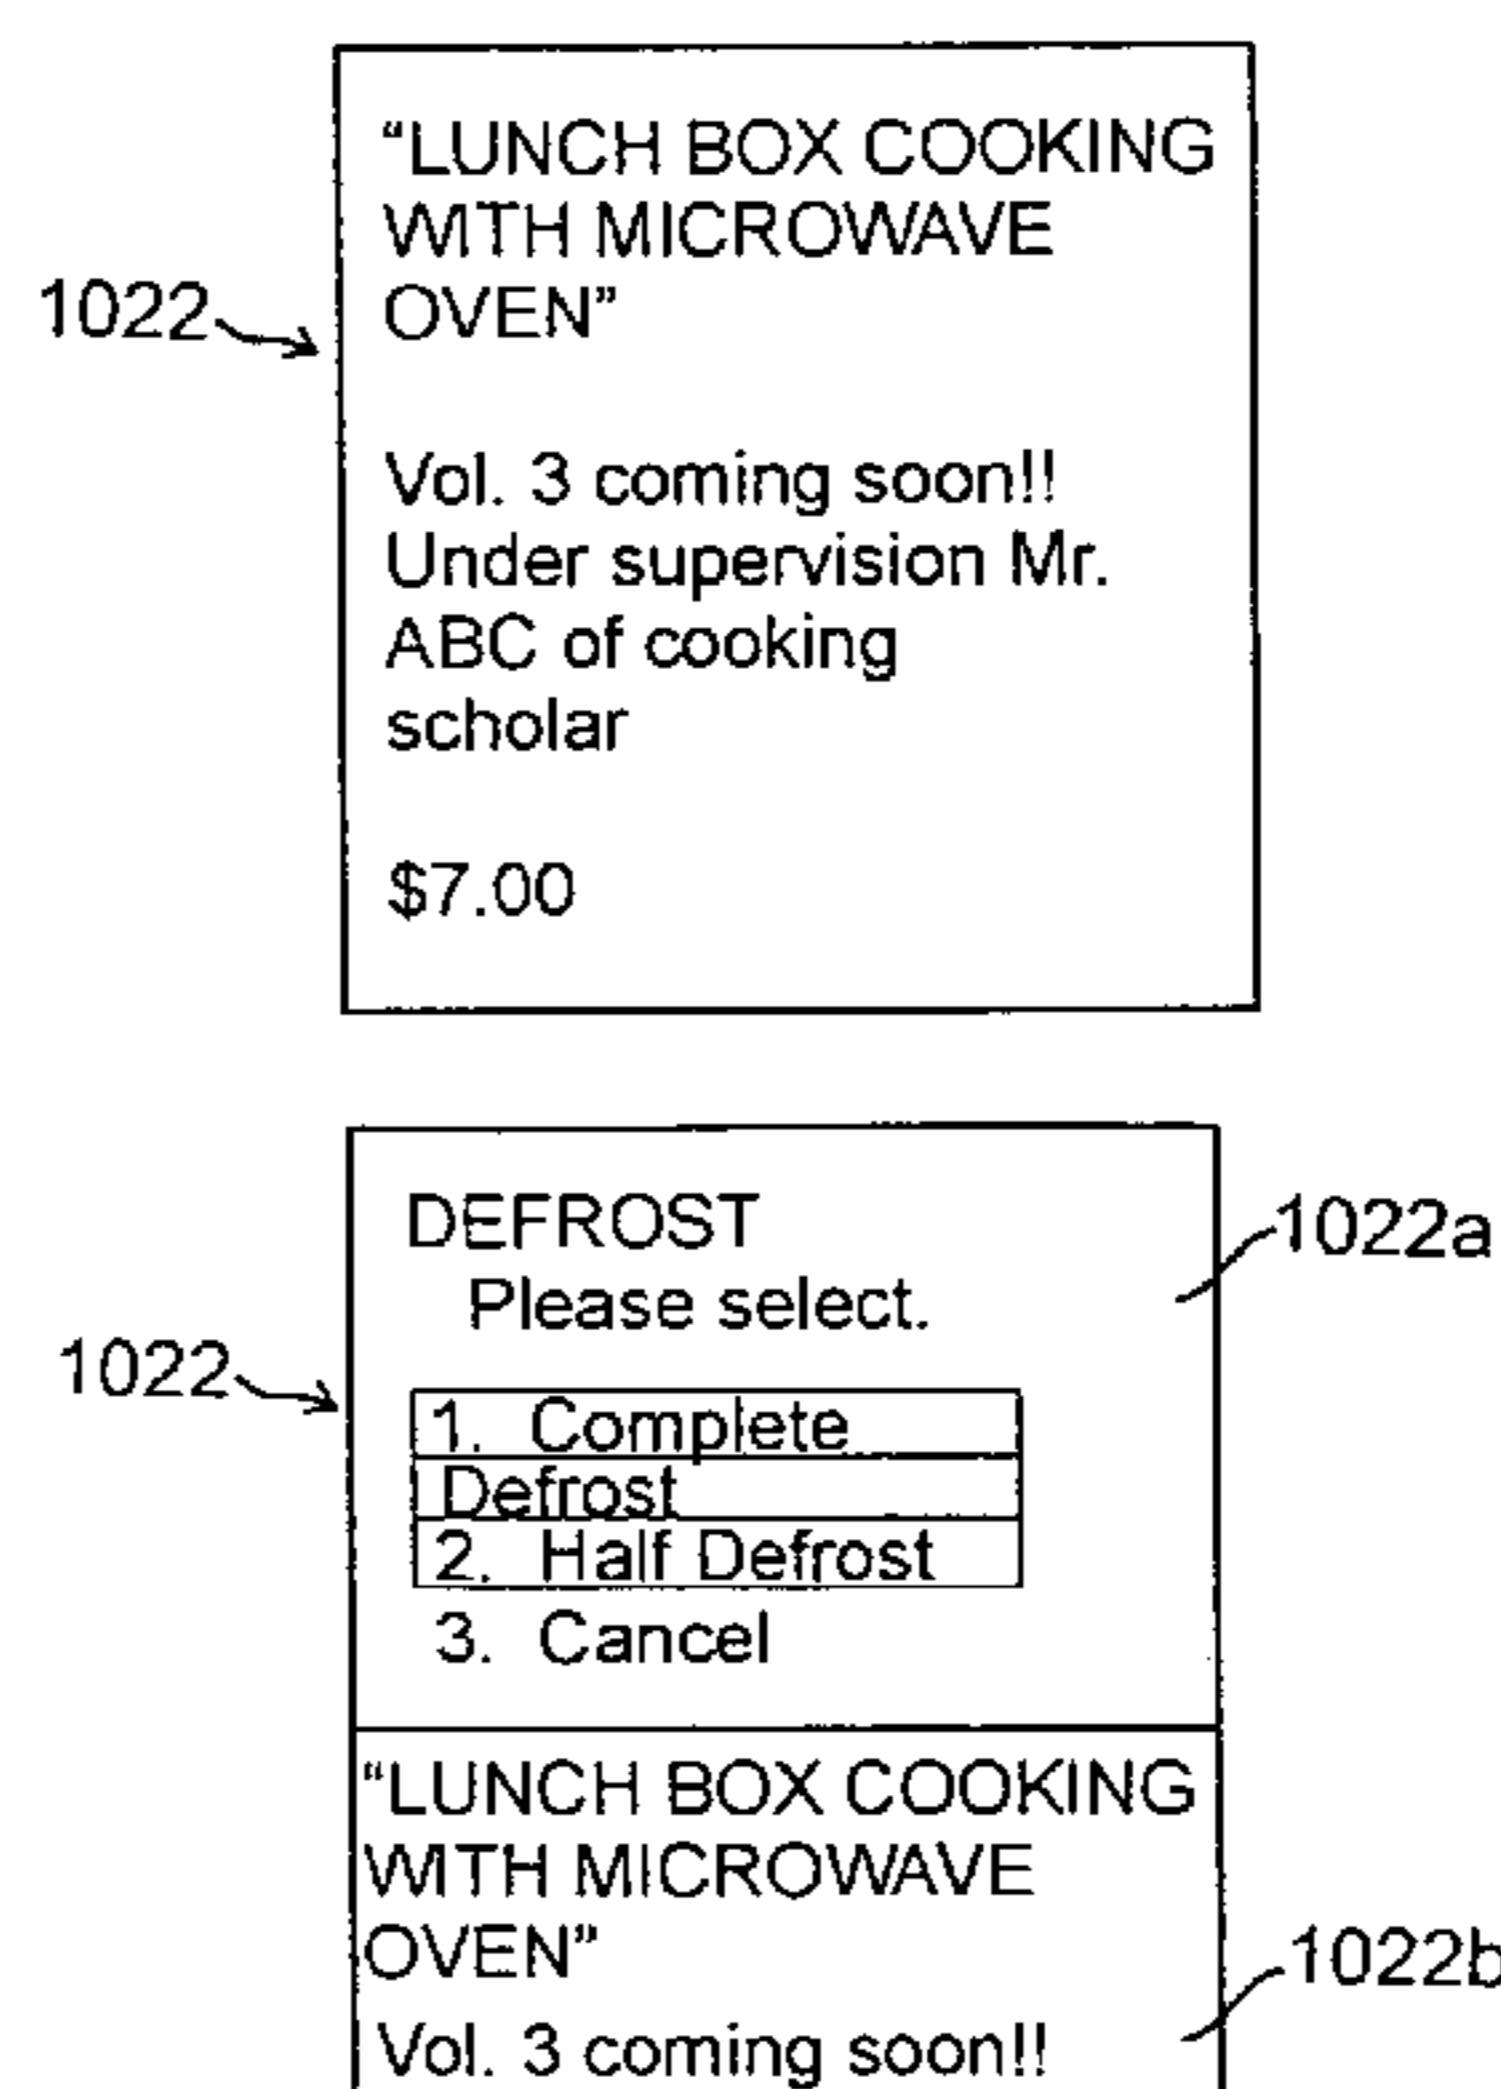 “LUNCH BOX COOKING
WITH MICROWAVE
OVEN”
1022
Vol. 3 coming soon!!
Under supervision Mr.
ABC of cooking
scholar
$7.00
DEFROST
1022a
Please select.
1022
1. Complete
Defrost
2. Half Defrost
3. Cancel
“LUNCH BOX COOKING
WITH MICROWAVE
OVEN”
1022b
Vol. 3 coming soon!!